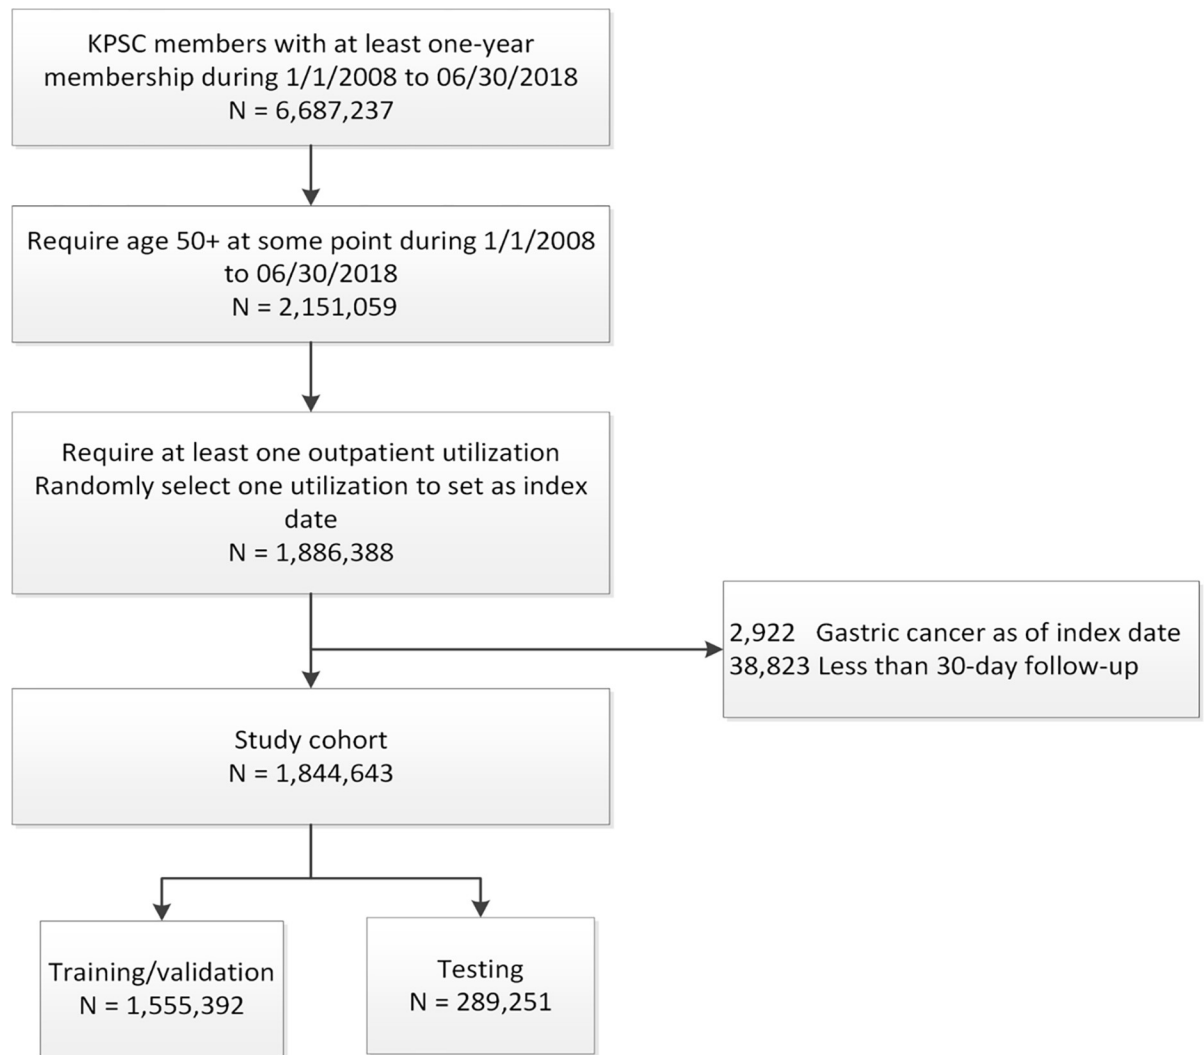 KPSC members with at least one-year
membership during 1/1/2008 to 06/30/2018
N = 6,687,237
Require age 50+ at some point during 1/1/2008
to 06/30/2018
N = 2,151,059
Require at least one outpatient utilization
Randomly select one utilization to set as index
date
N = 1,886,388
2,922 Gastric cancer as of index date
38,823 Less than 30-day follow-up
Study cohort
N = 1,844,643
Training/validation
N = 1,555,392
Testing
N = 289,251